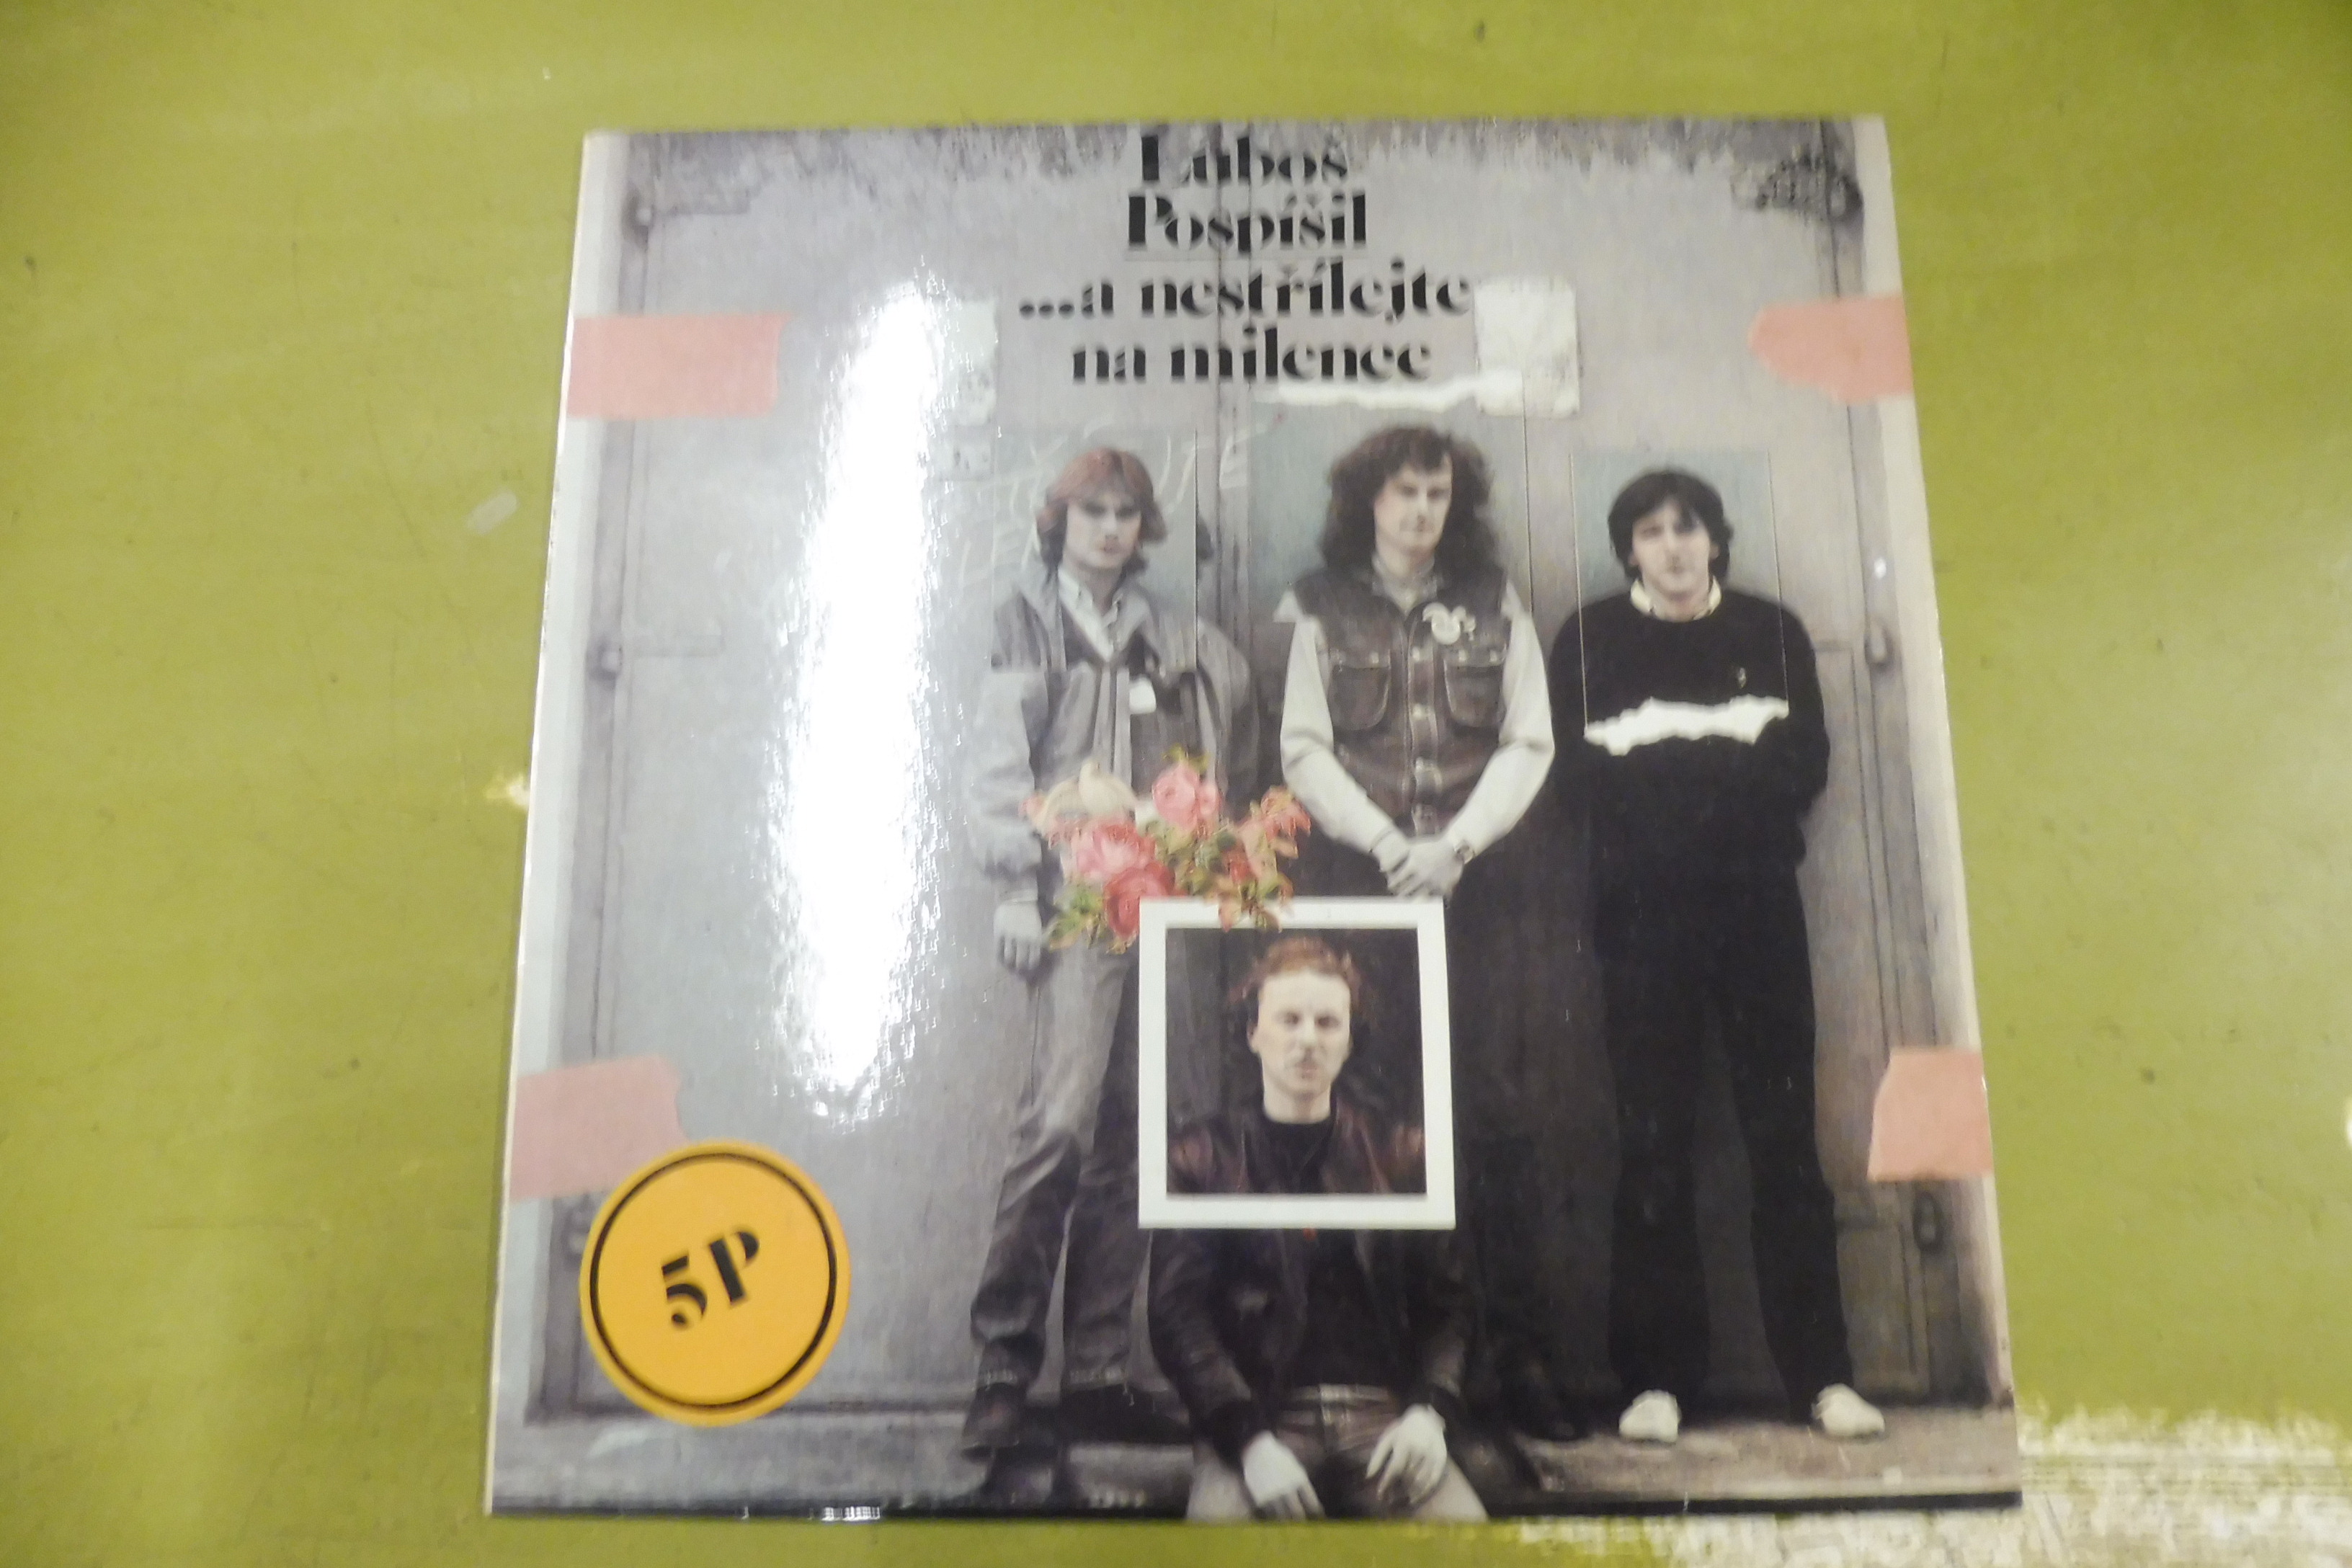 Luboš
Pospíšil
...a nestřílejte
na milence
5P